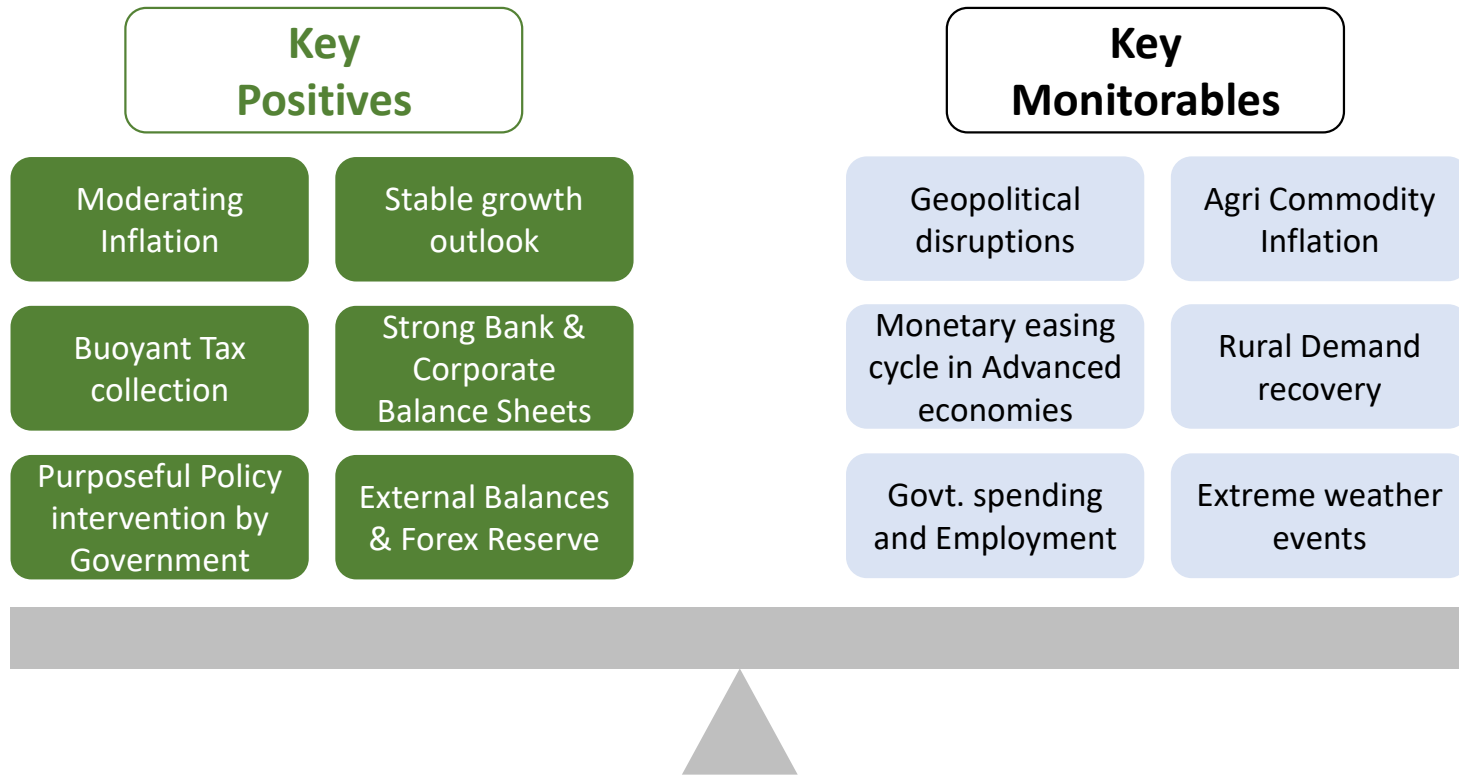 Key
Positives
Moderating
Inflation
Stable growth
outlook
Buoyant Tax
collection
Strong Bank &
Corporate
Balance Sheets
Purposeful Policy
intervention by
Government
External Balances
& Forex Reserve
Key
Monitorables
Geopolitical
disruptions
Agri Commodity
Inflation
Monetary easing
cycle in Advanced
economies
Rural Demand
recovery
Govt. spending
and Employment
Extreme weather
events